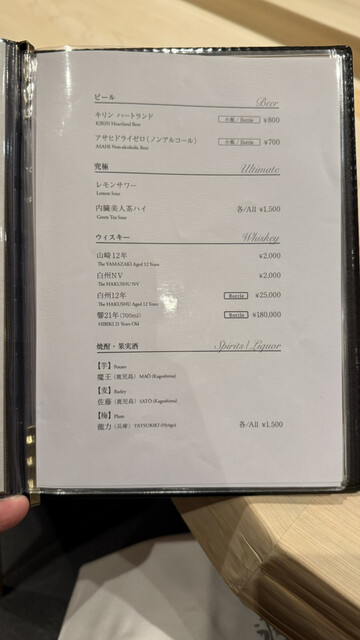 ビール Beer
キリン ハートランド 小瓶 / Bottle ¥800
KIRIN Heartland Beer
アサヒドライゼロ(ノンアルコール) 小瓶 / Bottle ¥700
ASAHI Non-alcoholic Beer
究極 Ultimate
レモンサワー
Lemon Sour
内臓美人茶ハイ 各/All ¥1,500
Green Tea Sour
ウィスキー Whiskey
山崎12年 ¥2,000
The YAMAZAKI Aged 12 Years
白州NV ¥2,000
The HAKUSHU NV
白州12年 Bottle ¥25,000
The HAKUSHU Aged 12 Years
響21年(700ml) Bottle ¥180,000
HIBIKI 21 Years Old
焼酎・果実酒 Spirits/Liquor
【芋】Potato
魔王(鹿児島)MAO (Kagoshima)
【麦】Barley
佐藤(鹿児島)SATO (Kagoshima)
【梅】Plum
龍力(兵庫)TATSURIKI (Hyogo) 各/All ¥1,500